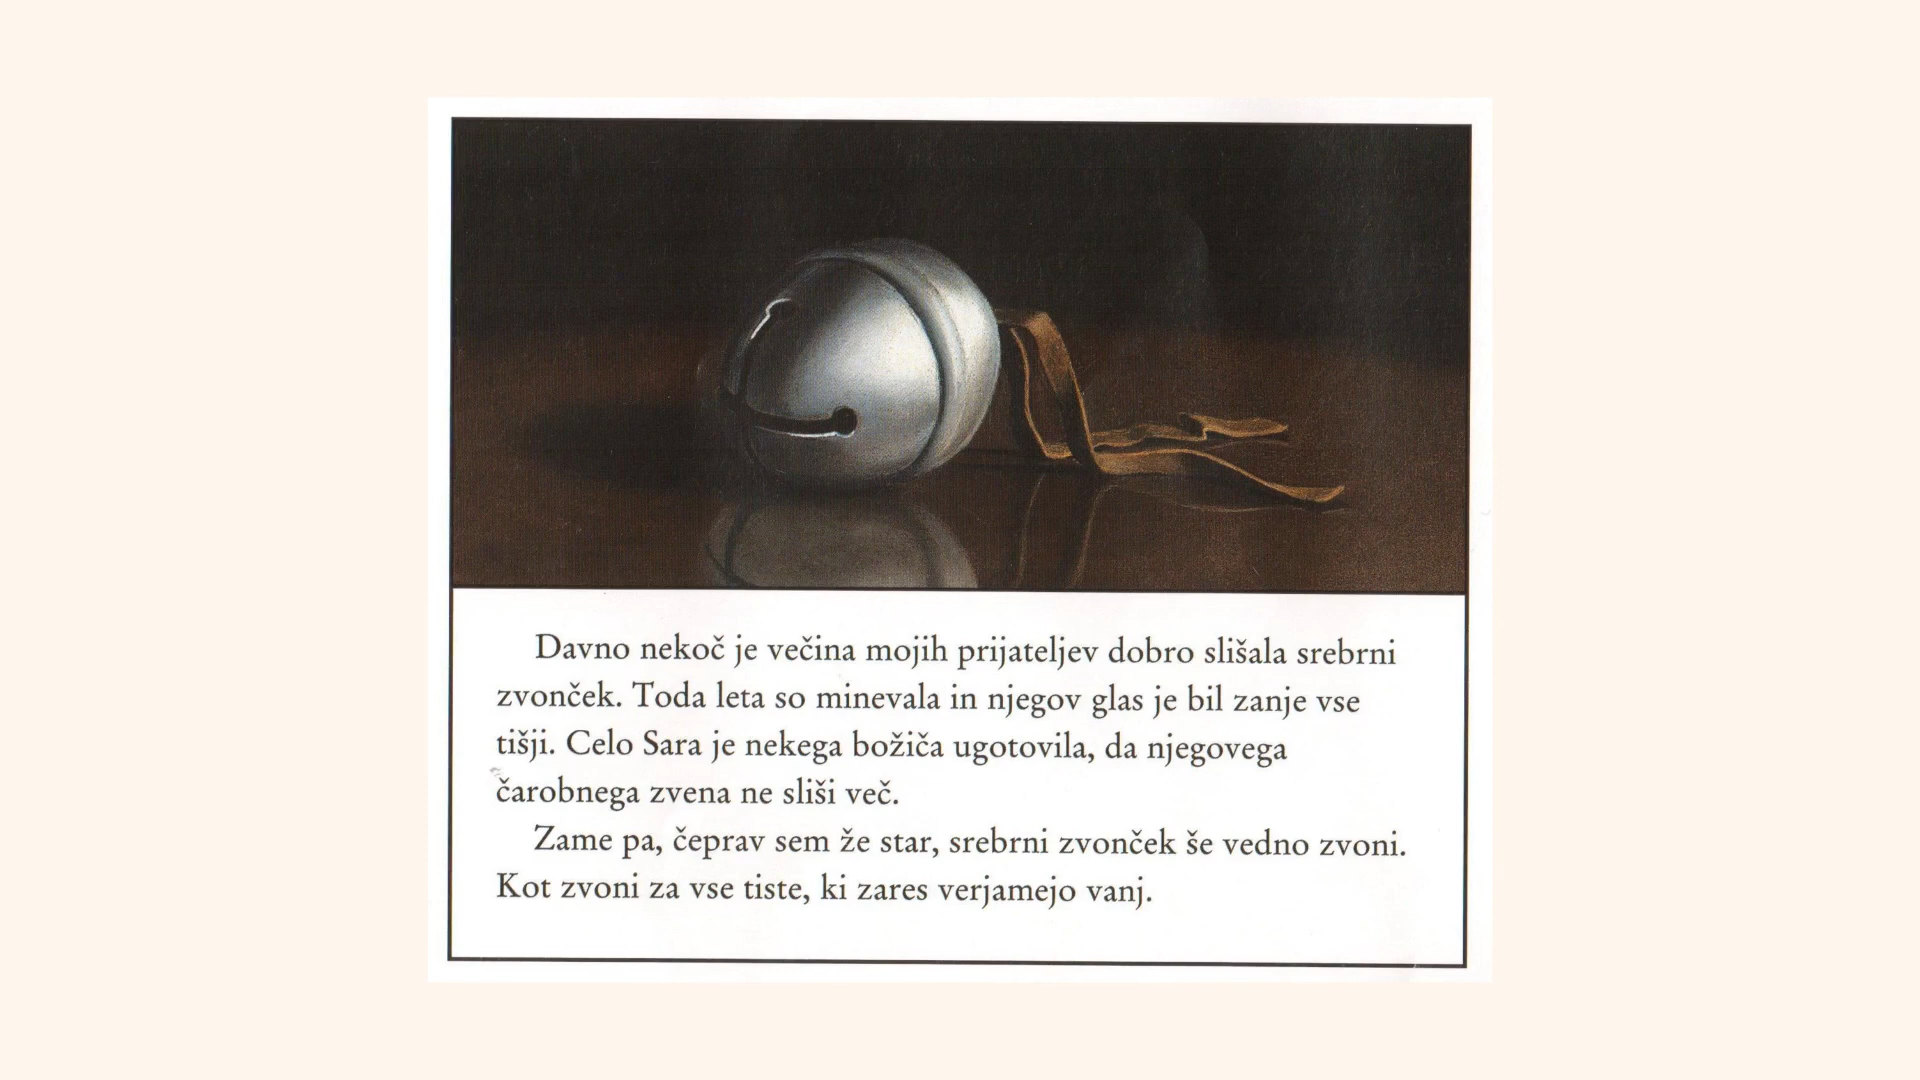 Davno nekoč je večina mojih prijateljev dobro slišala srebrni
zvonček. Toda leta so minevala in njegov glas je bil zanje vse
tišji. Celo Sara je nekega božiča ugotovila, da njegovega
čarobnega zvena ne sliši več.
Zame pa, čeprav sem že star, srebrni zvonček še vedno zvoni.
Kot zvoni za vse tiste, ki zares verjamejo vanj.